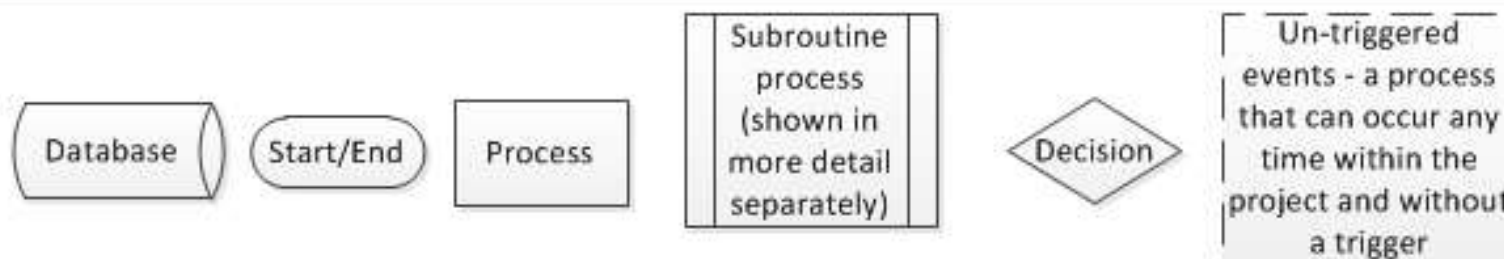 Database
Start/End
Process
Subroutine
process
(shown in
more detail
separately)
Decision
Un-triggered
events - a process
that can occur any
time within the
project and without
a trigger